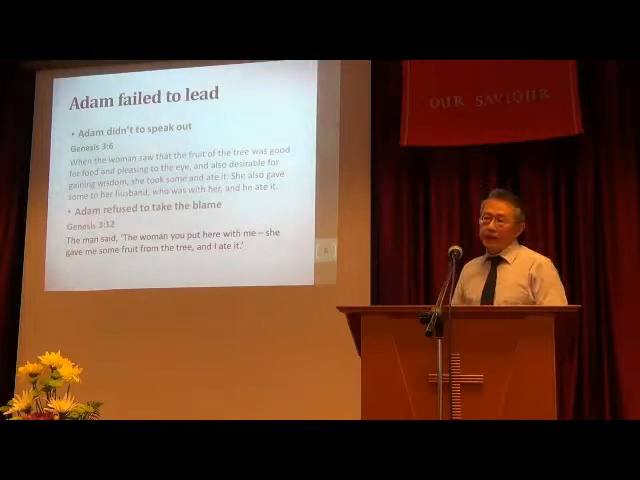 Adam failed to lead
• Adam didn't to speak out
Genesis 3:6
When the woman saw that the fruit of the tree was good
for food and pleasing to the eye, and also desirable for
gaining wisdom, she took some and ate it. She also gave
some to her husband, who was with her, and he ate it.
• Adam refused to take the blame
Genesis 3:12
The man said, "The woman you put here with me – she
gave me some fruit from the tree, and I ate it."
6
OUR SAVIOUR